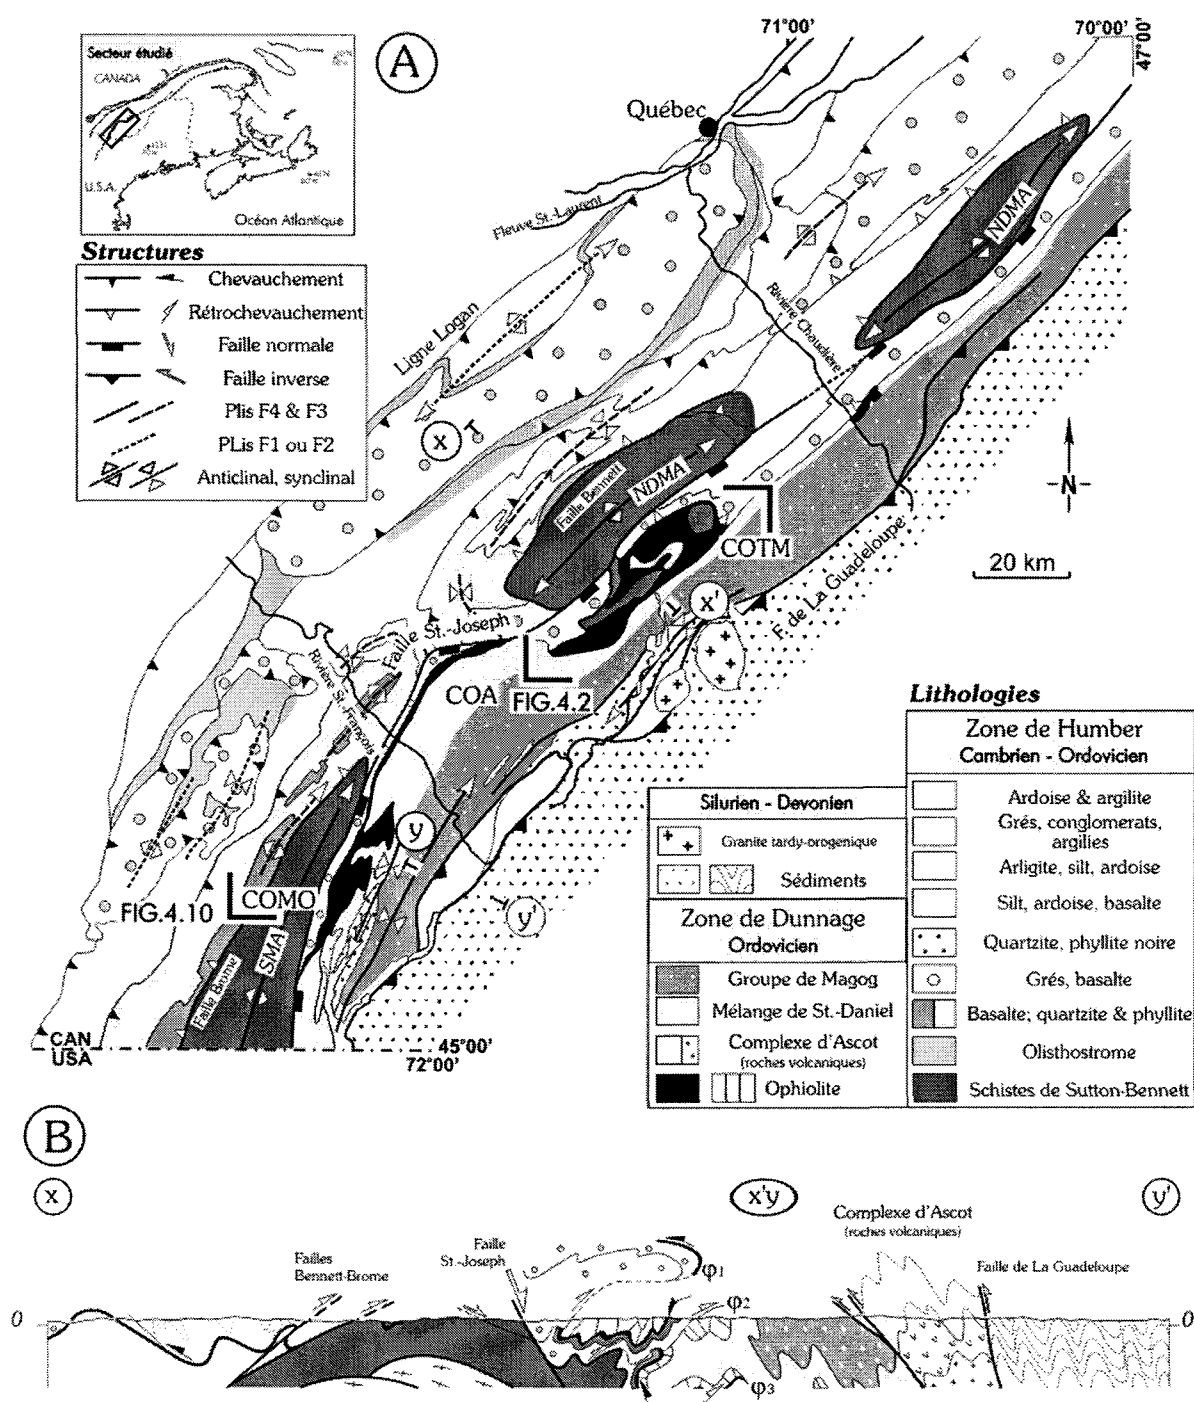 Secteur étudié
CANADA
U.S.A.
Océan Atlantique
A
71°00'
70°00'
47°00'
Québec
Structures
Chevauchement
Rétrochevauchement
Faille normale
Faille inverse
Plis F4 & F3
PLis F1 ou F2
Anticlinal, synclinal
Fleuve St-Laurent
Ligne Logan
Rivière Chaudière
NDMA
x
Faille Bennett
NDMA
COTM
N
20 km
F. de La Guadeloupe
x'
Faille St.-Joseph
Rivière St. François
COA
FIG.4.2
y
y'
FIG.4.10
COMO
SMA
Faille Brome
CAN
USA
45°00'
72°00'
Lithologies
Zone de Humber
Cambrien - Ordovicien
Ardoise & argilite
Grés, conglomerats,
argilies
Arligite, silt, ardoise
Silt, ardoise, basalte
Quartzite, phyllite noire
Grés, basalte
Basalte; quartzite & phyllite
Olisthostrome
Schistes de Sutton-Bennett
Silurien - Devonien
Granite tardy-orogenique
Sédiments
Zone de Dunnage
Ordovicien
Groupe de Magog
Mélange de St.-Daniel
Complexe d'Ascot
(roches volcaniques)
Ophiolite
B
x
x'y
y'
Complexe d'Ascot
(roches volcaniques)
Failles
Bennett-Brome
Faille
St.-Joseph
Faille de La Guadeloupe
φ1
φ2
φ3
0
0